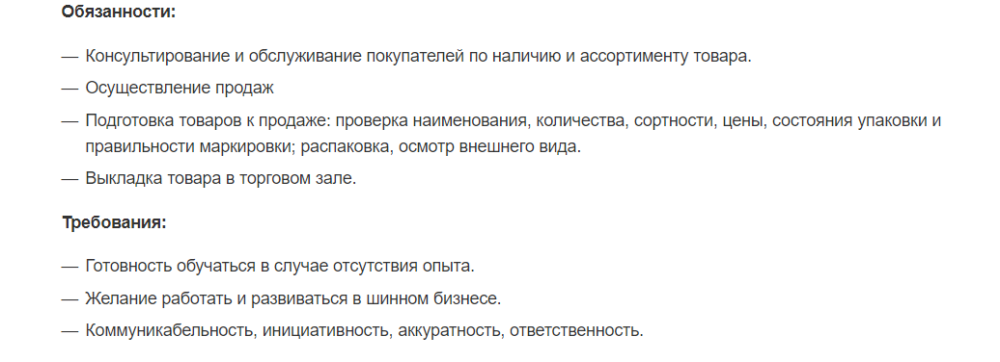 Обязанности:
— Консультирование и обслуживание покупателей по наличию и ассортименту товара.
— Осуществление продаж
— Подготовка товаров к продаже: проверка наименования, количества, сортности, цены, состояния упаковки и
правильности маркировки; распаковка, осмотр внешнего вида.
— Выкладка товара в торговом зале.
Требования:
— Готовность обучаться в случае отсутствия опыта.
— Желание работать и развиваться в шинном бизнесе.
— Коммуникабельность, инициативность, аккуратность, ответственность.